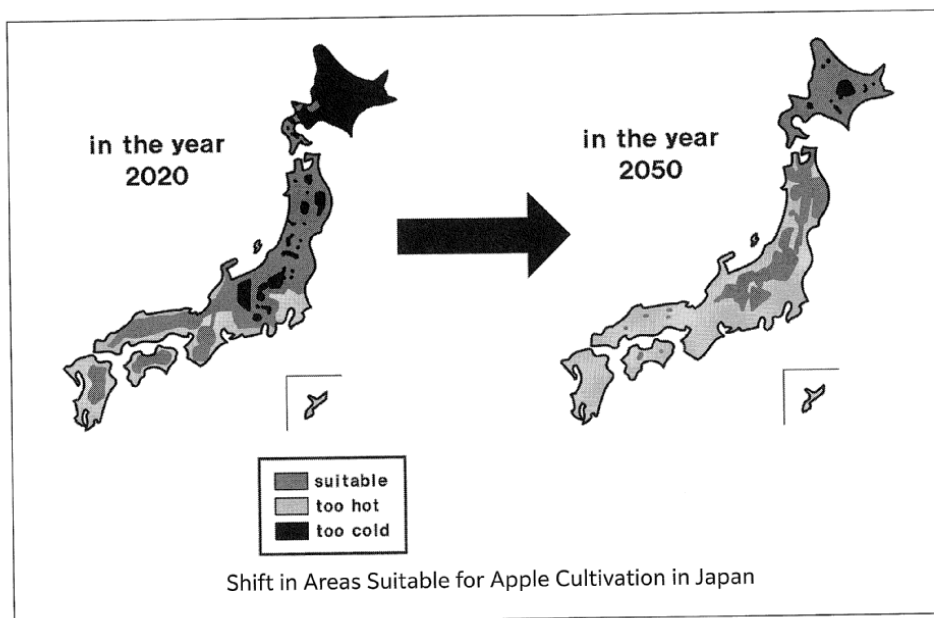 in the year
2020
in the year
2050
suitable
too hot
too cold
Shift in Areas Suitable for Apple Cultivation in Japan